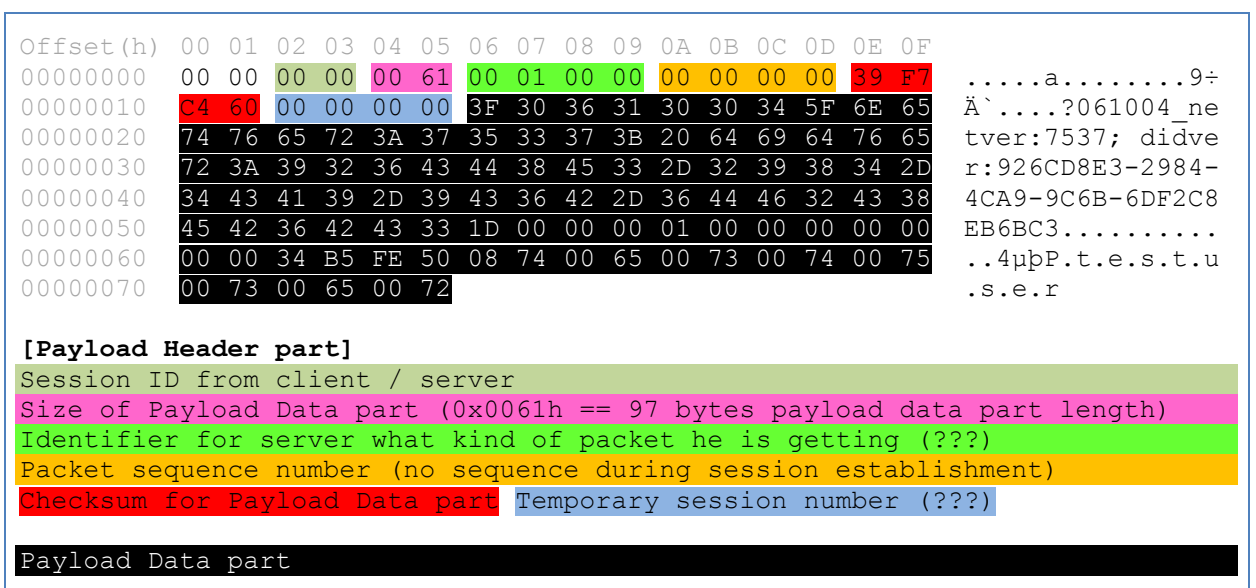 Offset(h) 00 01 02 03 04 05 06 07 08 09 0A 0B 0C 0D 0E 0F
00000000 00 00 00 00 00 61 00 01 00 00 00 00 00 00 39 F7 .....a........9÷
00000010 C4 60 00 00 00 00 3F 30 36 31 30 30 34 5F 6E 65 Ä`....?061004_ne
00000020 74 76 65 72 3A 37 35 33 37 3B 20 64 69 64 76 65 tver:7537; didve
00000030 72 3A 39 32 36 43 44 38 45 33 2D 32 39 38 34 2D r:926CD8E3-2984-
00000040 34 43 41 39 2D 39 43 36 42 2D 36 44 46 32 43 38 4CA9-9C6B-6DF2C8
00000050 45 42 36 42 43 33 1D 00 00 00 01 00 00 00 00 00 EB6BC3..........
00000060 00 00 34 B5 FE 50 08 74 00 65 00 73 00 74 00 75 ..4µþP.t.e.s.t.u
00000070 00 73 00 65 00 72 .s.e.r
[Payload Header part]
Session ID from client / server
Size of Payload Data part (0x0061h == 97 bytes payload data part length)
Identifier for server what kind of packet he is getting (???)
Packet sequence number (no sequence during session establishment)
Checksum for Payload Data part Temporary session number (???)
Payload Data part